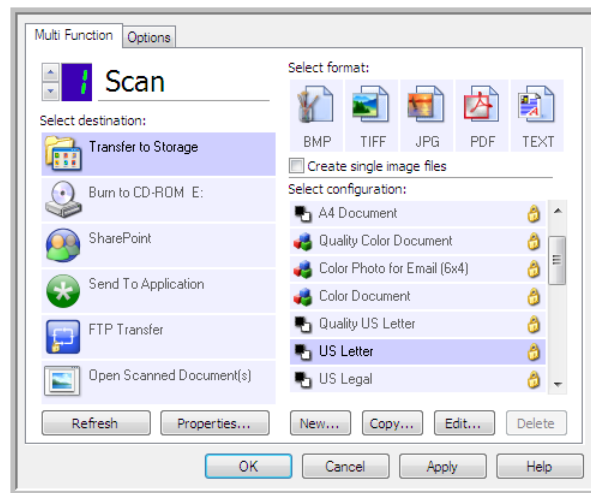 Multi Function
Options
1 Scan
Select destination:
Transfer to Storage
Burn to CD-ROM E:
SharePoint
Send To Application
FTP Transfer
Open Scanned Document(s)
Refresh
Properties...
Select format:
BMP TIFF JPG PDF TEXT
Create single image files
Select configuration:
A4 Document
Quality Color Document
Color Photo for Email (6x4)
Color Document
Quality US Letter
US Letter
US Legal
New... Copy... Edit... Delete
OK Cancel Apply Help